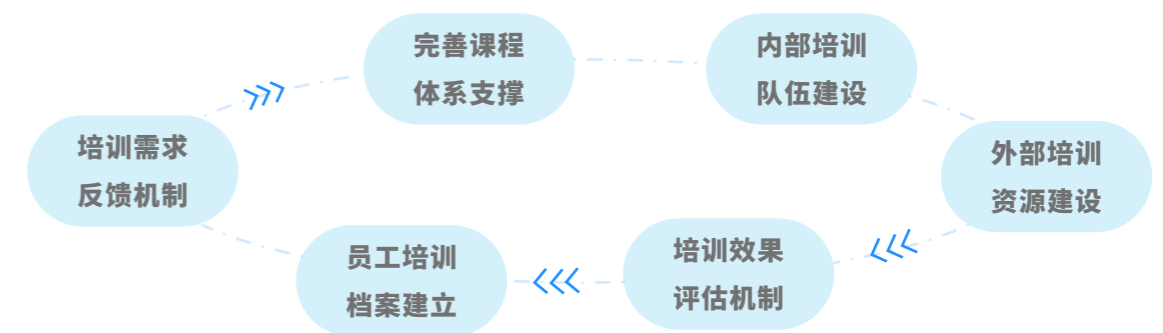 完善课程
体系支撑
内部培训
队伍建设
培训需求
反馈机制
外部培训
资源建设
员工培训
档案建立
培训效果
评估机制